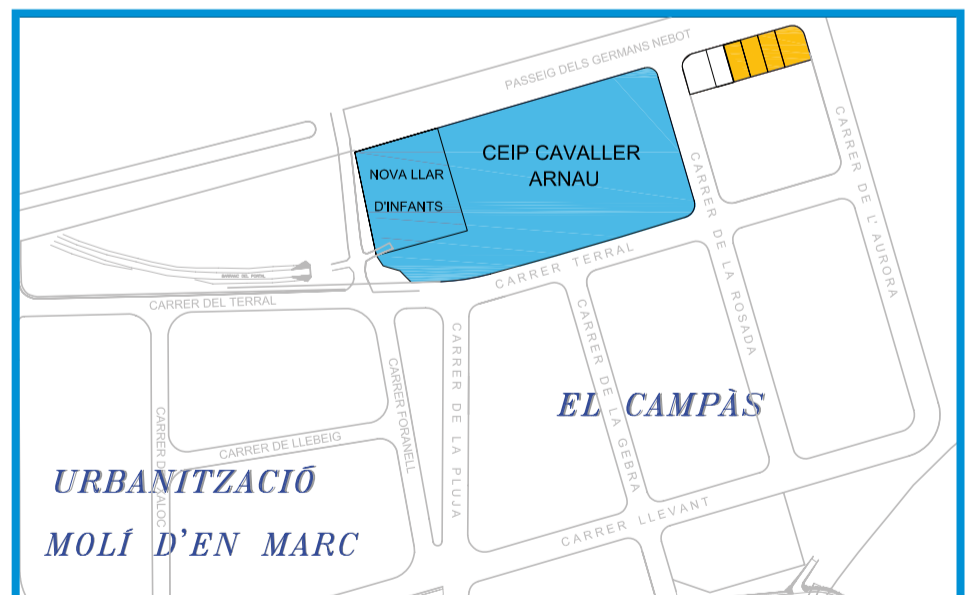 PASSEIG DELS GERMANS NEBOT
CEIP CAVALLER
ARNAU
NOVA LLAR
D'INFANTS
CARRER DE L' AURORA
CARRER DE LA ROSADA
CARRER TERRAL
CARRER DEL TERRAL
CARRER FORANELL
CARRER DE LA PLUJA
CARRER DE LA GEBRA
EL CAMPÀS
CARRER DE LLEBEIG
URBANITZACIÓ
MOLÍ D'EN MARC
CARRER LLEVANT